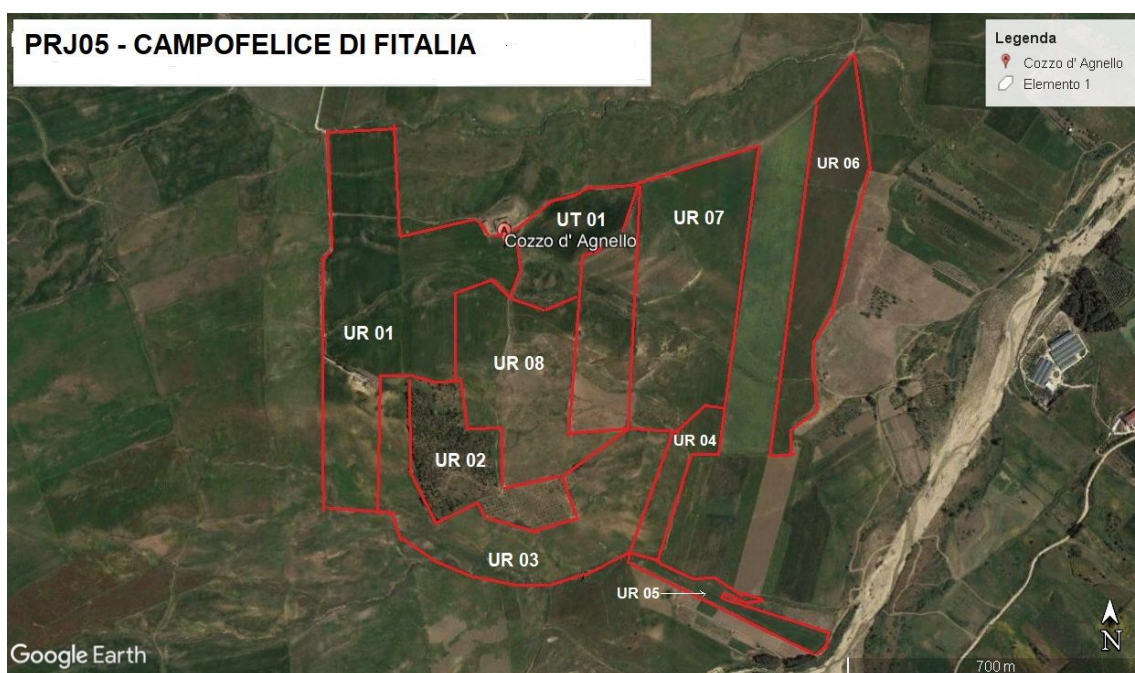 PRJ05 - CAMPOFELICE DI FITALIA
Legenda
Cozzo d' Agnello
Elemento 1
UR 06
UT 01
UR 07
A
Cozzo d' Agnello
UR 01
UR 08
UR 04
UR 02
UR 03
UR 05
N
Google Earth
700 m